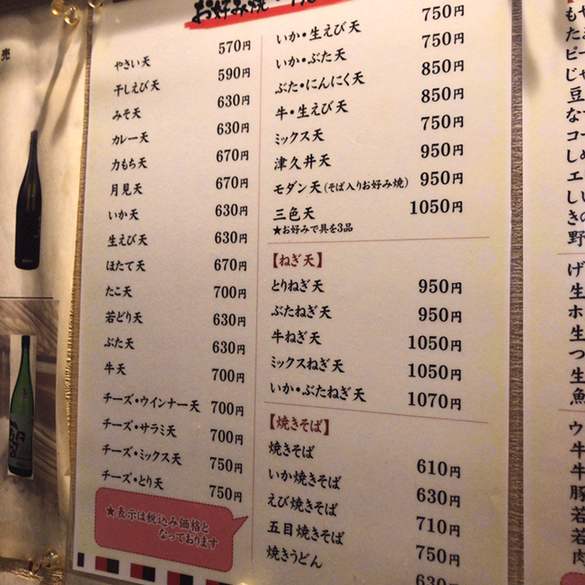 売
お好み焼
やさい天 570円
干しえび天 590円
みそ天 630円
カレー天 630円
力もち天 670円
月見天 670円
いか天 630円
生えび天 630円
ほたて天 670円
たこ天 700円
若どり天 630円
ぶた天 630円
牛天 700円
チーズ・ウインナー天 700円
チーズ・サラミ天 700円
チーズ・ミックス天 750円
チーズ・とり天 750円
★表示は税込み価格と
なっております
いか・生えび天 750円
いか・ぶた天 750円
ぶた・にんにく天 850円
牛・生えび天 850円
ミックス天 750円
津久井天 950円
モダン天(そば入りお好み焼) 950円
三色天 1050円
★お好みで具を3品
【ねぎ天】
とりねぎ天 950円
ぶたねぎ天 950円
牛ねぎ天 1050円
ミックスねぎ天 1050円
いか・ぶたねぎ天 1070円
【焼きそば】
焼きそば 610円
いか焼きそば 630円
えび焼きそば 710円
五目焼きそば 750円
焼きうどん 630円